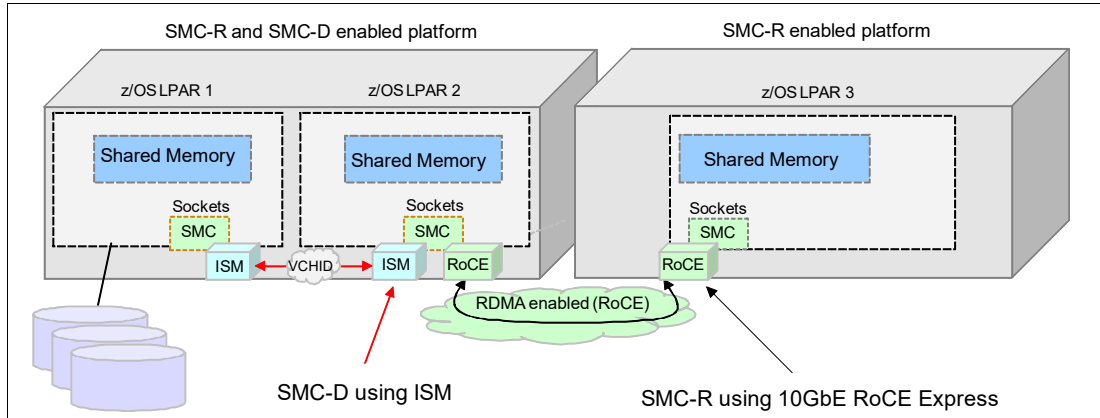 SMC-R and SMC-D enabled platform
SMC-R enabled platform
z/OS LPAR 1
z/OS LPAR 2
z/OS LPAR 3
Shared Memory
Shared Memory
Shared Memory
Sockets
Sockets
Sockets
SMC
SMC
SMC
ISM
VCHID
ISM
RoCE
RoCE
RDMA enabled (RoCE)
SMC-D using ISM
SMC-R using 10GbE RoCE Express